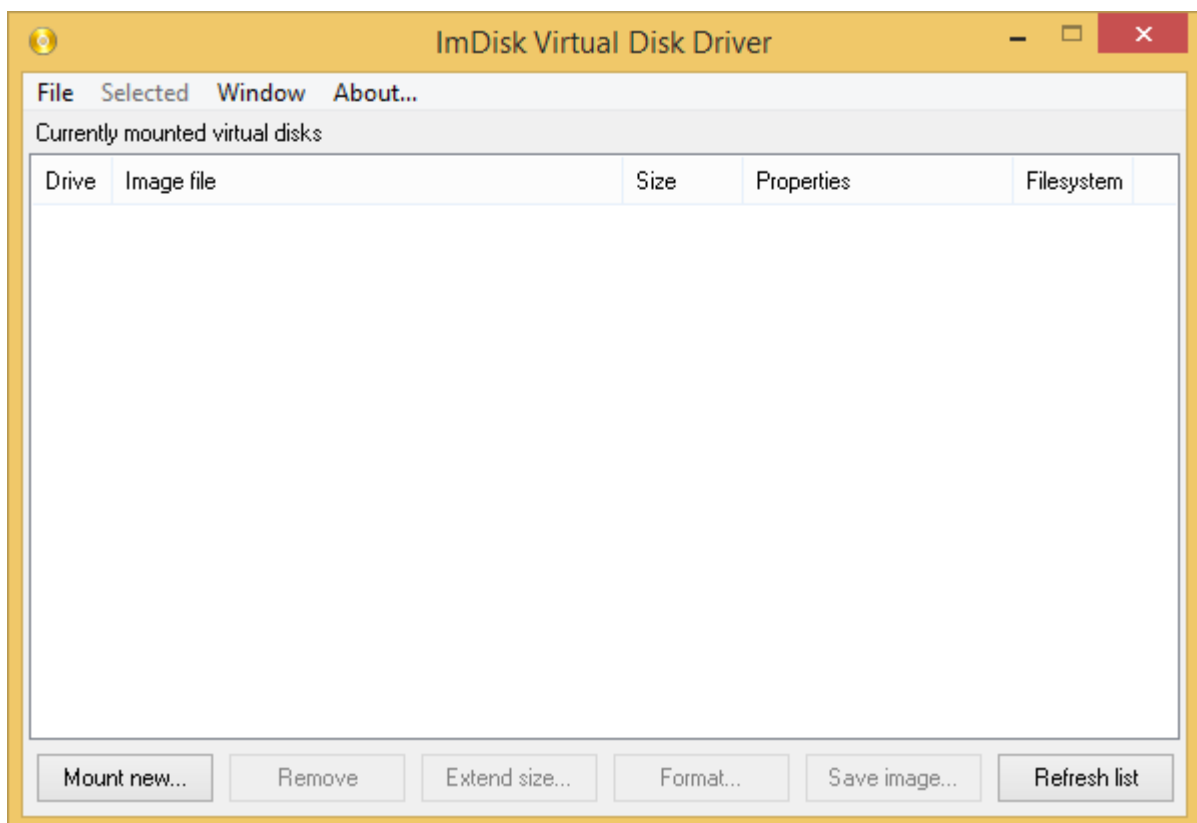 ImDisk Virtual Disk Driver
File Selected Window About...
Currently mounted virtual disks
Drive Image file Size Properties Filesystem
Mount new... Remove Extend size... Format... Save image... Refresh list